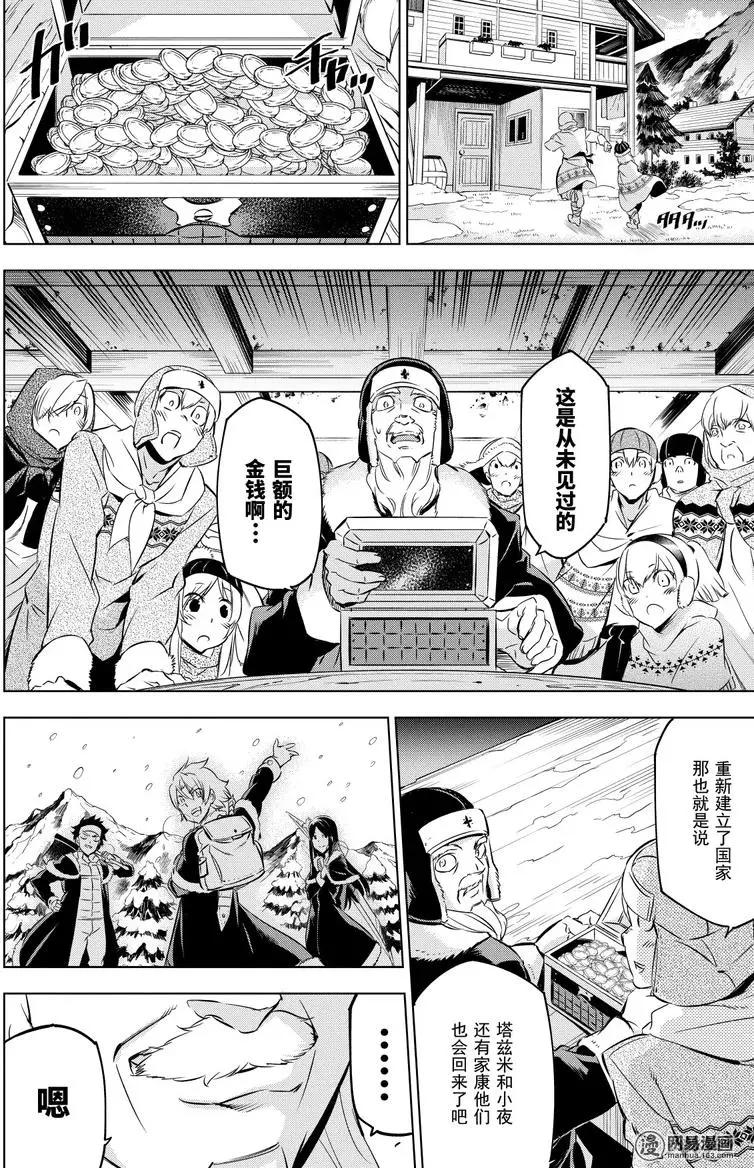 タタタ…
ガパ
チャッ…
这是从未见过的
巨额的
金钱啊…
重新建立了国家
那也就是说
塔兹米和小夜
还有家康他们
也会回来了吧
……
嗯
網易漫画
manhua.163.com